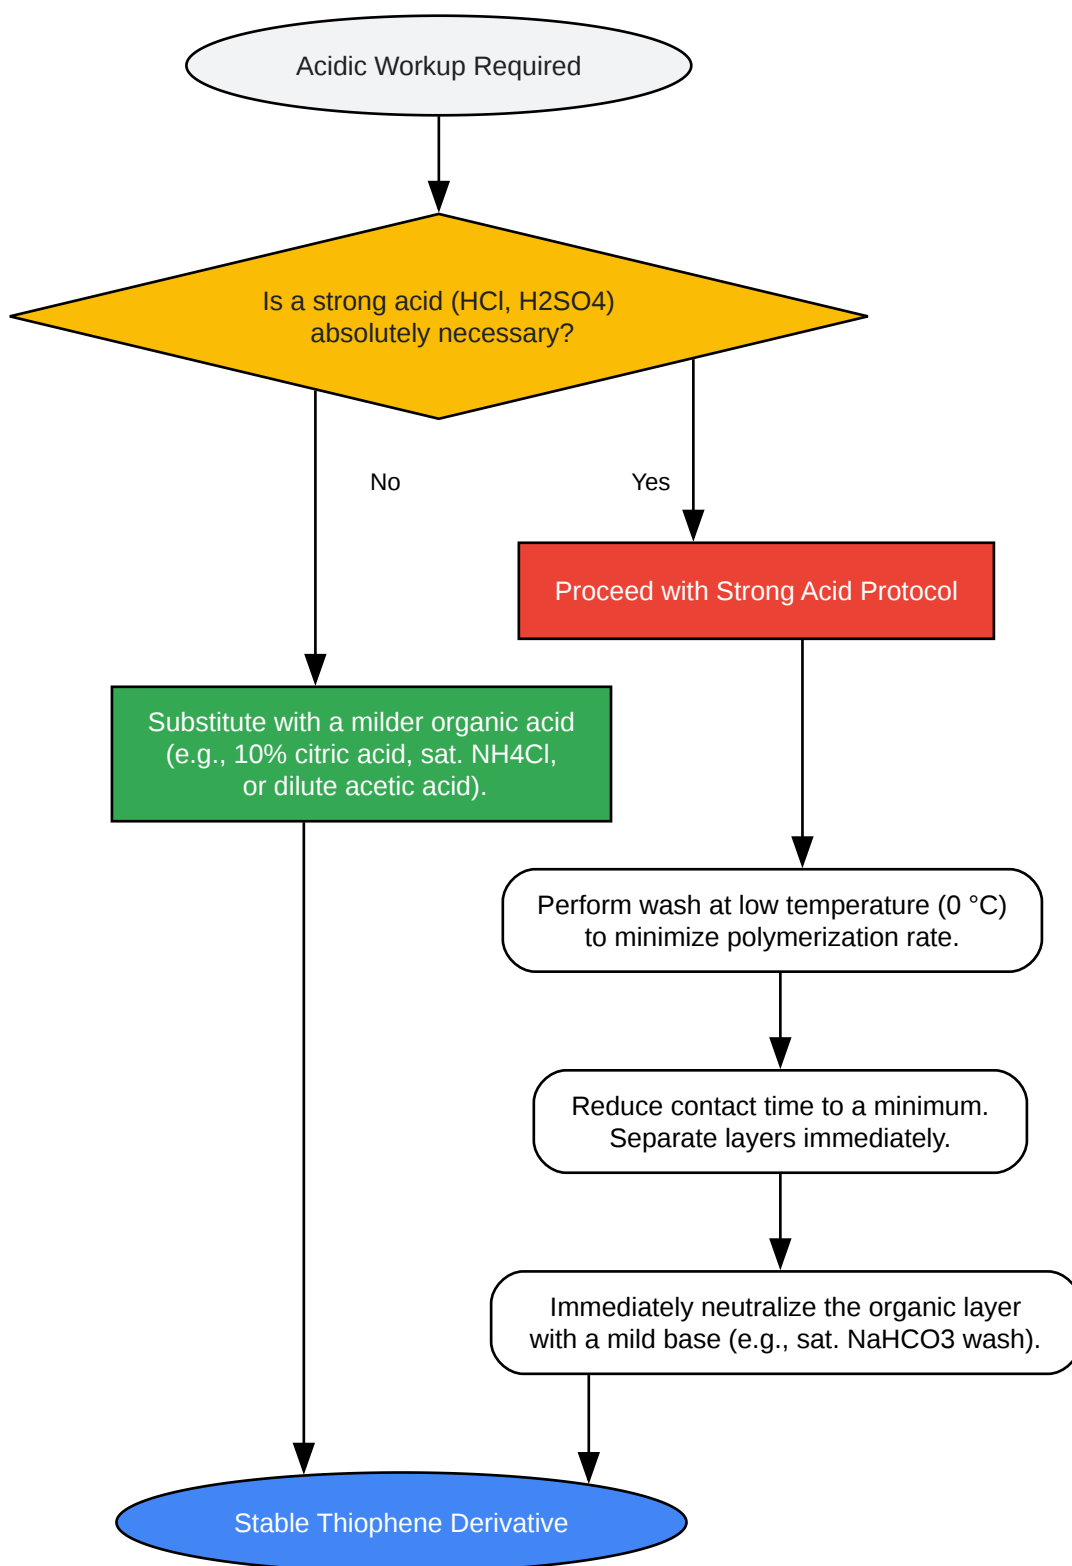 Acidic Workup Required
Is a strong acid (HCl, H2SO4)
absolutely necessary?
No
Yes
Proceed with Strong Acid Protocol
Substitute with a milder organic acid
(e.g., 10% citric acid, sat. NH4Cl,
or dilute acetic acid).
Perform wash at low temperature (0 °C)
to minimize polymerization rate.
Reduce contact time to a minimum.
Separate layers immediately.
Immediately neutralize the organic layer
with a mild base (e.g., sat. NaHCO3 wash).
Stable Thiophene Derivative